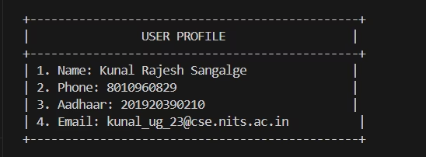 USER PROFILE
1. Name: Kunal Rajesh Sangalge
2. Phone: 8010960829
3. Aadhaar: 201920390210
4. Email: kunal_ug_23@cse.nits.ac.in